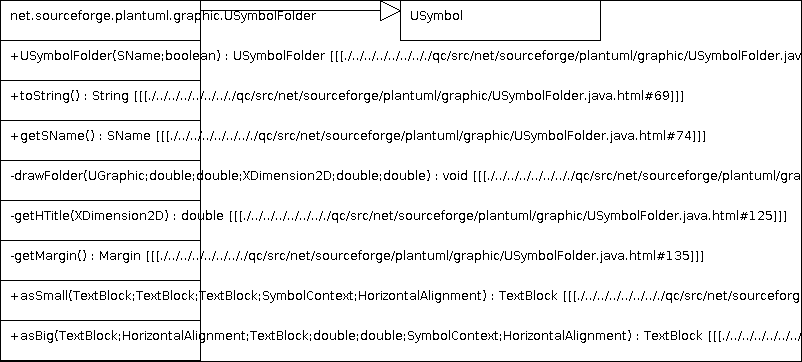 net.sourceforge.plantuml.graphic.USymbolFolder
USymbol
+USymbolFolder(SName;boolean) : USymbolFolder [[[./../../../../../../../qc/src/net/sourceforge/plantuml/graphic/USymbolFolder.jav
+toString() : String [[[./../../../../../../../qc/src/net/sourceforge/plantuml/graphic/USymbolFolder.java.html#69]]]
+getSName() : SName [[[./../../../../../../../qc/src/net/sourceforge/plantuml/graphic/USymbolFolder.java.html#74]]]
-drawFolder(UGraphic;double;double;XDimension2D;double;double) : void [[[./../../../../../../../qc/src/net/sourceforge/plantuml/gra
-getHTitle(XDimension2D) : double [[[./../../../../../../../qc/src/net/sourceforge/plantuml/graphic/USymbolFolder.java.html#125]]]
-getMargin() : Margin [[[./../../../../../../../qc/src/net/sourceforge/plantuml/graphic/USymbolFolder.java.html#135]]]
+asSmall(TextBlock;TextBlock;TextBlock;SymbolContext;HorizontalAlignment) : TextBlock [[[./../../../../../../../qc/src/net/sourceforg
+asBig(TextBlock;HorizontalAlignment;TextBlock;double;double;SymbolContext;HorizontalAlignment) : TextBlock [[[./../../../../../..